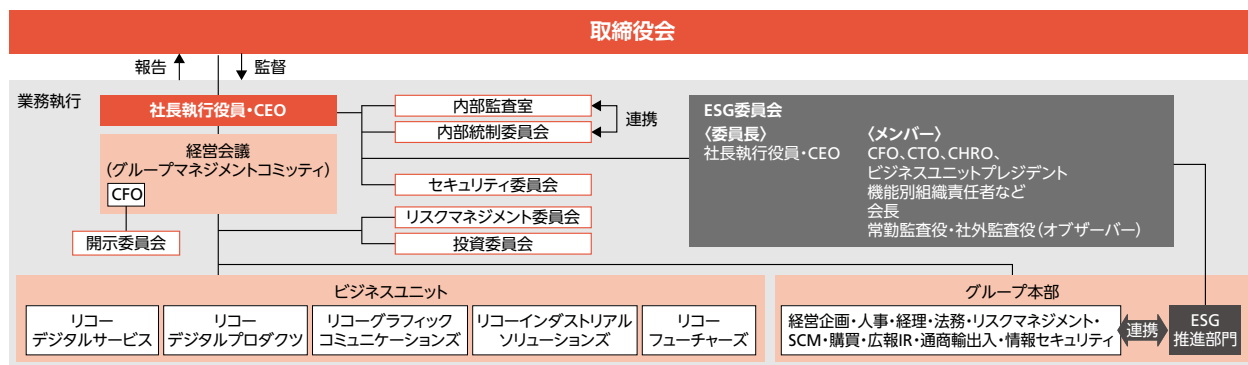 取締役会
報告
監督
業務執行
社長執行役員・CEO
経営会議
(グループマネジメントコミッティ)
CFO
開示委員会
内部監査室
内部統制委員会
連携
セキュリティ委員会
リスクマネジメント委員会
投資委員会
ESG委員会
〈委員長〉
社長執行役員・CEO
〈メンバー〉
CFO、CTO、CHRO、
ビジネスユニットプレジデント
機能別組織責任者など
会長
常勤監査役・社外監査役(オブザーバー)
ビジネスユニット
リコー
デジタルサービス
リコー
デジタルプロダクツ
リコーグラフィック
コミュニケーションズ
リコーインダストリアル
ソリューションズ
リコー
フューチャーズ
グループ本部
経営企画・人事・経理・法務・リスクマネジメント・
SCM・購買・広報IR・通商輸出入・情報セキュリティ
連携
ESG
推進部門